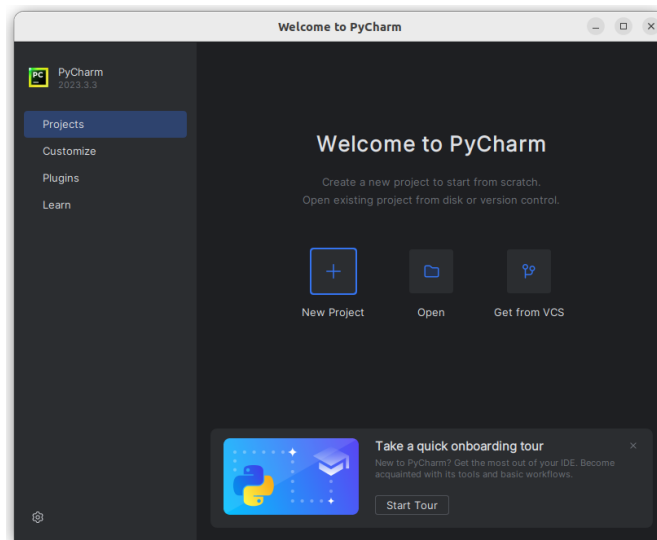 Welcome to PyCharm
PC
PyCharm
2023.3.3
Projects
Customize
Plugins
Learn
Welcome to PyCharm
Create a new project to start from scratch.
Open existing project from disk or version control.
New Project
Open
Get from VCS
Take a quick onboarding tour
New to PyCharm? Get the most out of your IDE. Become
acquainted with its tools and basic workflows.
Start Tour